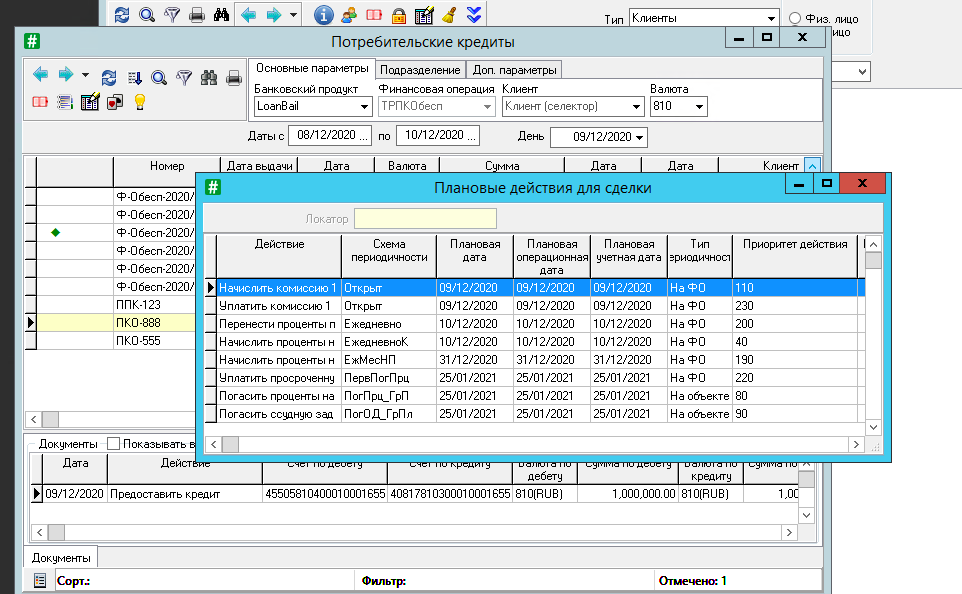 Тип Клиенты Физ. лицо
Потребительские кредиты
Основные параметры Подразделение Доп. параметры
Банковский продукт Финансовая операция Клиент Валюта
LoanBail ТРПКОбесп Клиент (селектор) 810
Даты с 08/12/2020 ... по 10/12/2020 ... День 09/12/2020
Номер Дата выдачи Дата Валюта Сумма Дата Дата Клиент
Ф-Обесп-2020/
Ф-Обесп-2020/
Ф-Обесп-2020/
Ф-Обесп-2020/
Ф-Обесп-2020/
Ф-Обесп-2020/
ППК-123
ПКО-888
ПКО-555
Плановые действия для сделки
Локатор
Действие Схема периодичности Плановая дата Плановая операционная дата Плановая учетная дата Тип ериодичност Приоритет действия
Начислить комиссию 1 Открыт 09/12/2020 09/12/2020 09/12/2020 На ФО 110
Уплатить комиссию 1 Открыт 09/12/2020 09/12/2020 09/12/2020 На ФО 230
Перенести проценты п Ежедневно 10/12/2020 10/12/2020 10/12/2020 На ФО 200
Начислить проценты н ЕжедневноК 10/12/2020 10/12/2020 10/12/2020 На ФО 40
Начислить проценты н ЕжМесНП 31/12/2020 31/12/2020 31/12/2020 На ФО 190
Уплатить просроченну ПервПогПрц 25/01/2021 25/01/2021 25/01/2021 На ФО 220
Погасить проценты на ПогПрц_ГрП 25/01/2021 25/01/2021 25/01/2021 На объекте 80
Погасить ссудную зад ПогОД_ГрПл 25/01/2021 25/01/2021 25/01/2021 На объекте 90
Документы Показывать в
Дата Действие Счет по дебету Счет по кредиту Валюта по дебету Сумма по дебету Валюта по кредиту Сумма по
09/12/2020 Предоставить кредит 45505810400010001655 40817810300010001655 810(RUB) 1,000,000.00 810(RUB) 1,00
Документы
Сорт.: Фильтр: Отмечено: 1